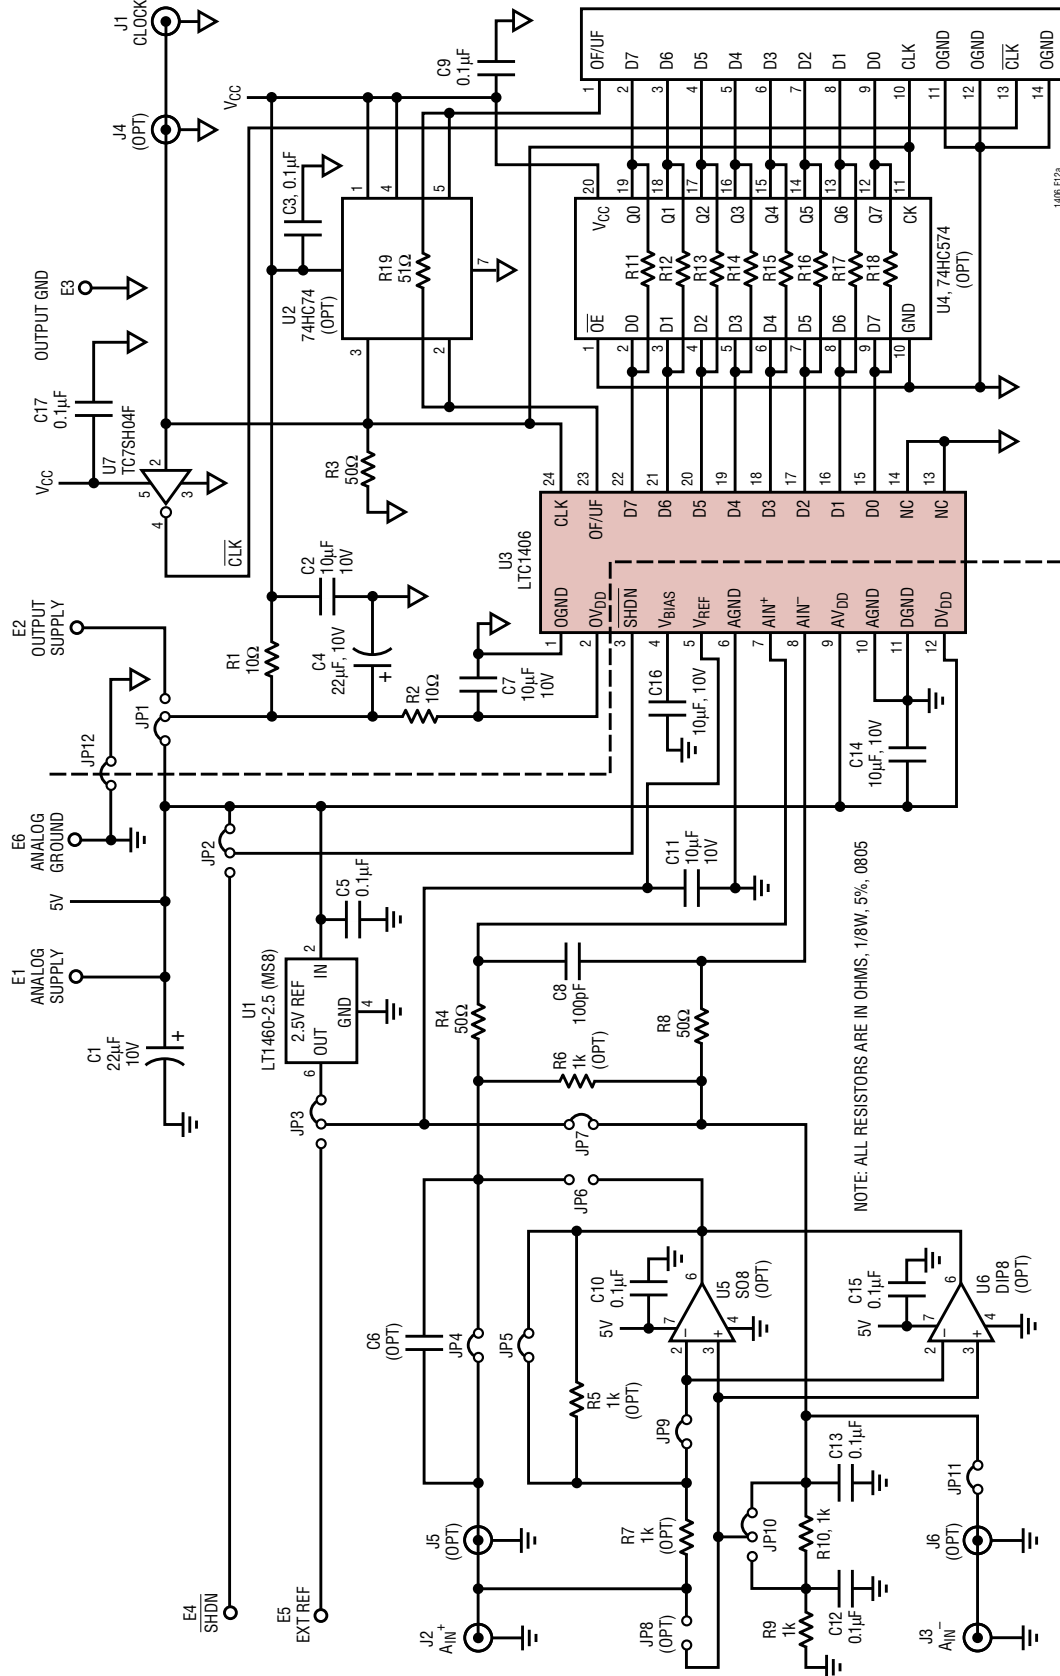 E1
ANALOG
SUPPLY
5V
E6
ANALOG
GROUND
JP12
E2
OUTPUT
SUPPLY
JP1
C1
22µF
10V
+
VCC
C17
0.1µF
U7
TC7SH04F
5
4
3
2
CLK
OUTPUT GND
E3
J4
(OPT)
J1
CLOCK
E4
SHDN
JP2
E5
EXT REF
JP3
U1
LT1460-2.5 (MS8)
2.5V REF
OUT
IN
GND
6
2
4
C5
0.1µF
R1
10Ω
C2
10µF
10V
C4
22µF, 10V
+
R2
10Ω
C7
10µF
10V
R3
50Ω
U2
74HC74
(OPT)
C3, 0.1µF
3
2
1
4
5
7
R19
51Ω
VCC
C9
0.1µF
J2
AIN+
J5
(OPT)
C6
(OPT)
JP4
JP5
JP6
JP7
R4
50Ω
R6
1k
(OPT)
C8
100pF
R8
50Ω
C11
10µF
10V
C16
10µF, 10V
C14
10µF, 10V
R5
1k
(OPT)
R7
1k
(OPT)
JP8
(OPT)
JP9
C10
0.1µF
5V
7
6
2
3
4
−
+
U5
SO8
(OPT)
C15
0.1µF
5V
7
6
2
3
4
−
+
U6
DIP8
(OPT)
JP10
R9
1k
R10, 1k
C12
0.1µF
C13
0.1µF
J3
AIN−
J6
(OPT)
JP11
NOTE: ALL RESISTORS ARE IN OHMS, 1/8W, 5%, 0805
U3
LTC1406
1 OGND
2 OVDD
3 SHDN
4 VBIAS
5 VREF
6 AGND
7 AIN+
8 AIN−
9 AVDD
10 AGND
11 DGND
12 DVDD
CLK 24
OF/UF 23
D7 22
D6 21
D5 20
D4 19
D3 18
D2 17
D1 16
D0 15
NC 14
NC 13
1 OE
2 D0
3 D1
4 D2
5 D3
6 D4
7 D5
8 D6
9 D7
10 GND
R11
R12
R13
R14
R15
R16
R17
R18
VCC 20
Q0 19
Q1 18
Q2 17
Q3 16
Q4 15
Q5 14
Q6 13
Q7 12
CK 11
U4, 74HC574
(OPT)
1 OF/UF
2 D7
3 D6
4 D5
5 D4
6 D3
7 D2
8 D1
9 D0
10 CLK
11 OGND
12 OGND
13 CLK
14 OGND
1406 F12a